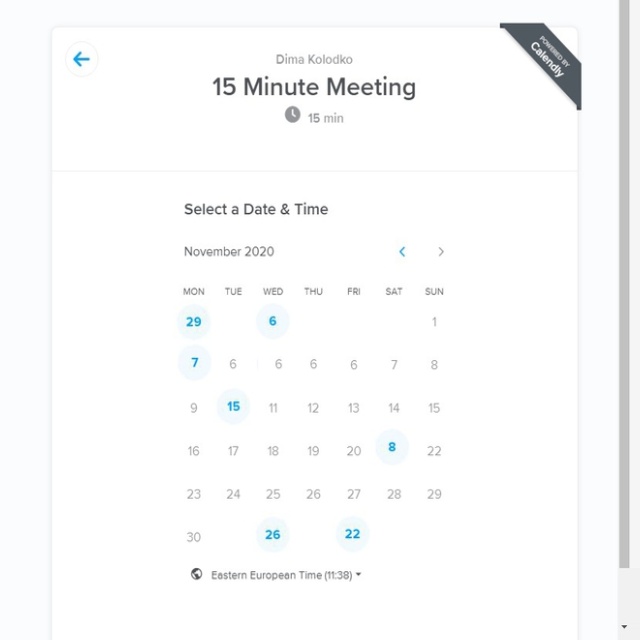 POWERED BY
Calendly
Dima Kolodko
15 Minute Meeting
15 min
Select a Date & Time
November 2020
MON TUE WED THU FRI SAT SUN
29 6 1
7 6 6 6 6 7 8
9 15 11 12 13 14 15
16 17 18 19 20 8 22
23 24 25 26 27 28 29
30 26 22
Eastern European Time (11:38)